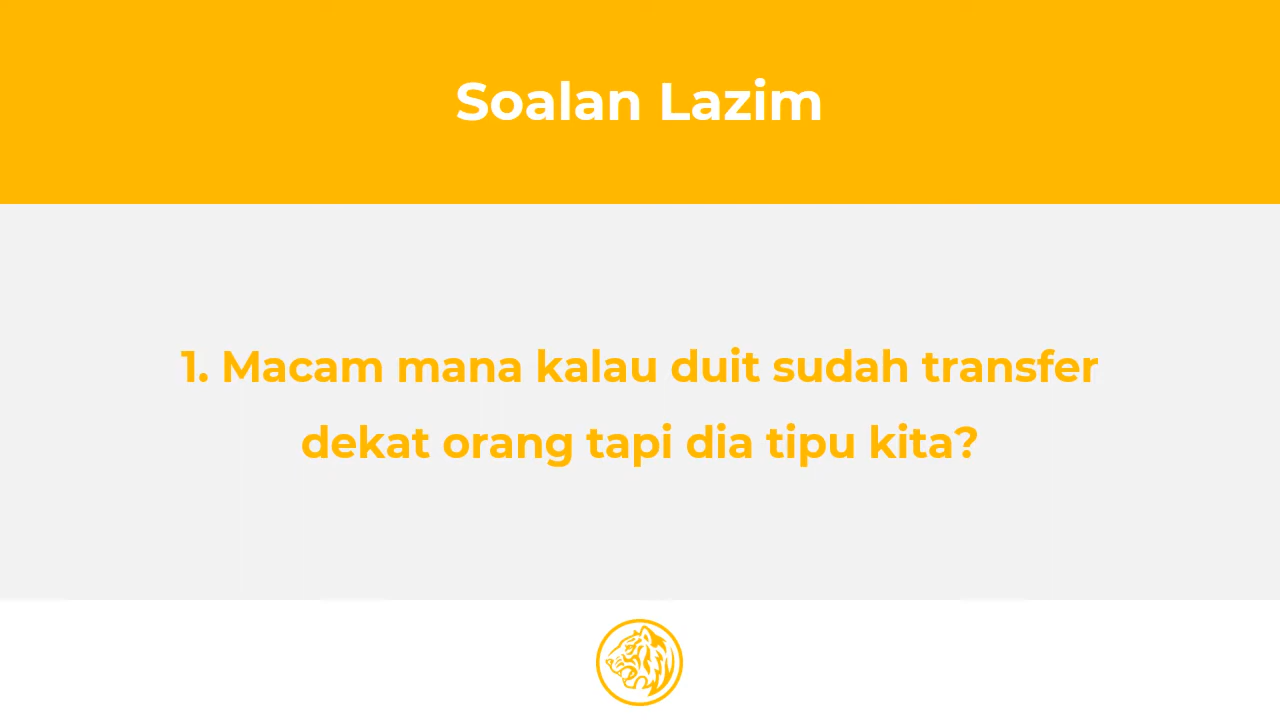 Soalan Lazim
1. Macam mana kalau duit sudah transfer
dekat orang tapi dia tipu kita?